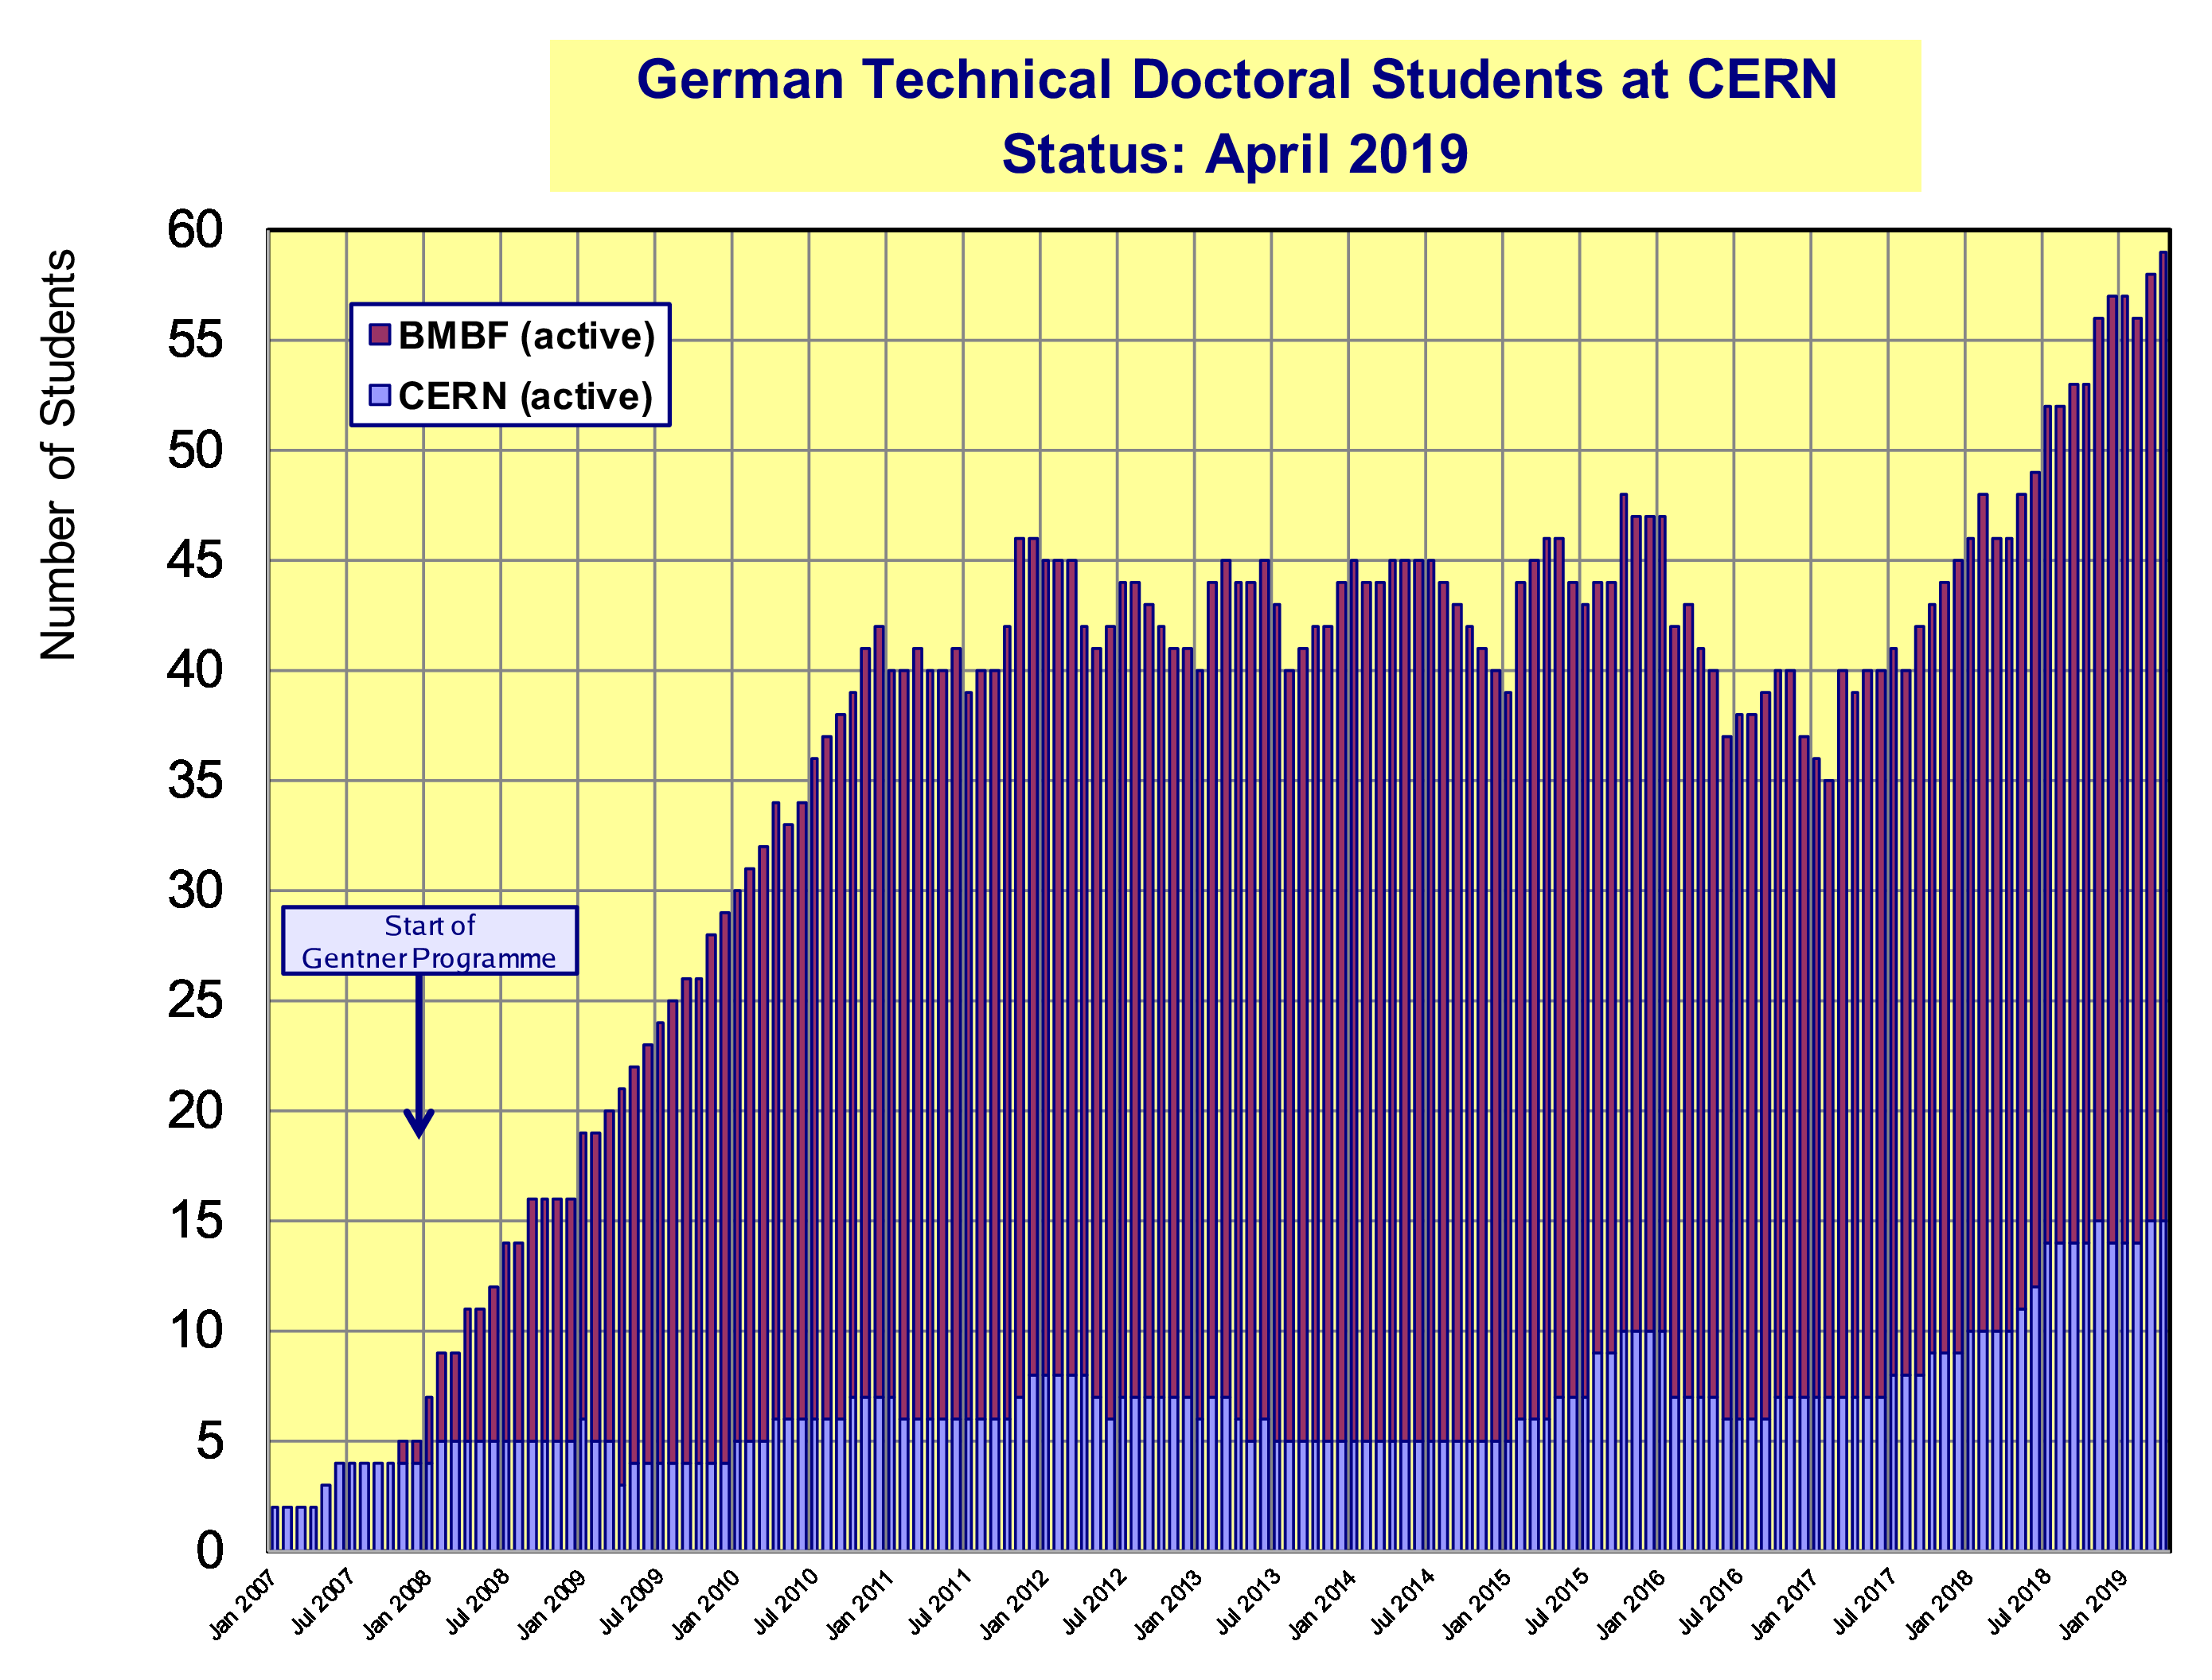 German Technical Doctoral Students at CERN
Status: April 2019
Number of Students
60
55
50
45
40
35
30
25
20
15
10
5
0
BMBF (active)
CERN (active)
Start of
Gentner Programme
Jan 2007
Jul 2007
Jan 2008
Jul 2008
Jan 2009
Jul 2009
Jan 2010
Jul 2010
Jan 2011
Jul 2011
Jan 2012
Jul 2012
Jan 2013
Jul 2013
Jan 2014
Jul 2014
Jan 2015
Jul 2015
Jan 2016
Jul 2016
Jan 2017
Jul 2017
Jan 2018
Jul 2018
Jan 2019